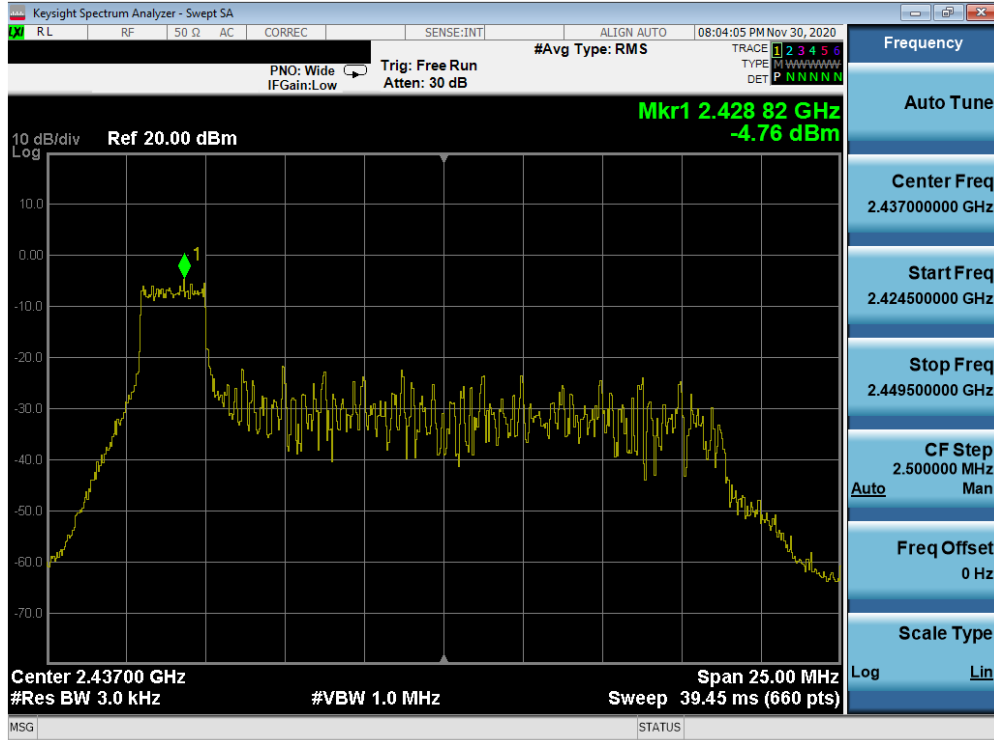 Keysight Spectrum Analyzer - Swept SA
LXI RL RF 50 Ω AC CORREC SENSE:INT ALIGN AUTO 08:04:05 PM Nov 30, 2020
#Avg Type: RMS TRACE 1 2 3 4 5 6
PNO: Wide Trig: Free Run TYPE M WWWWW
IFGain:Low Atten: 30 dB DET P N N N N N
Mkr1 2.428 82 GHz
-4.76 dBm
10 dB/div Ref 20.00 dBm
Log
10.0
0.00
1
-10.0
-20.0
-30.0
-40.0
-50.0
-60.0
-70.0
Center 2.43700 GHz Span 25.00 MHz
#Res BW 3.0 kHz #VBW 1.0 MHz Sweep 39.45 ms (660 pts)
MSG STATUS
Frequency
Auto Tune
Center Freq
2.437000000 GHz
Start Freq
2.424500000 GHz
Stop Freq
2.449500000 GHz
CF Step
2.500000 MHz
Auto Man
Freq Offset
0 Hz
Scale Type
Log Lin